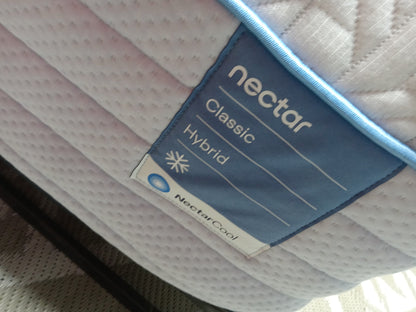 nectar
Classic
Hybrid
NectarCool